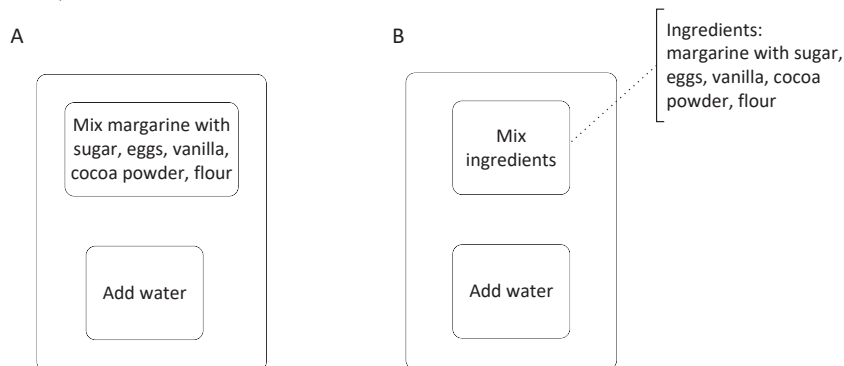 A
Mix margarine with
sugar, eggs, vanilla,
cocoa powder, flour
Add water
B
Mix
ingredients
Add water
Ingredients:
margarine with sugar,
eggs, vanilla, cocoa
powder, flour